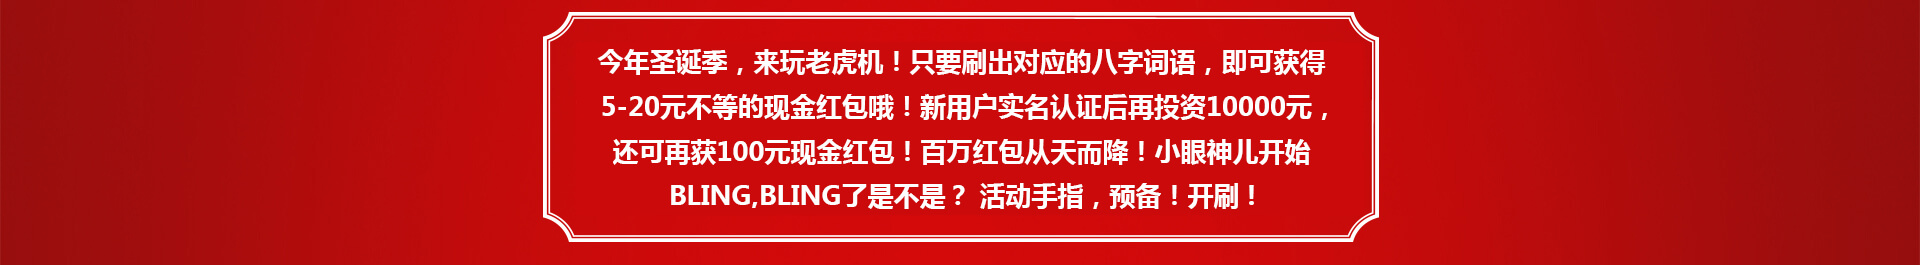 今年圣诞季，来玩老虎机！只要刷出对应的八字词语，即可获得
5-20元不等的现金红包哦！新用户实名认证后再投资10000元，
还可再获100元现金红包！百万红包从天而降！小眼神儿开始
BLING,BLING了是不是？ 活动手指，预备！开刷！